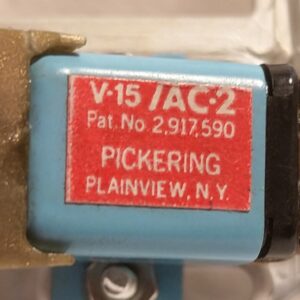 V-15 /AC-2
Pat. No. 2,917,590
PICKERING
PLAINVIEW, N.Y.